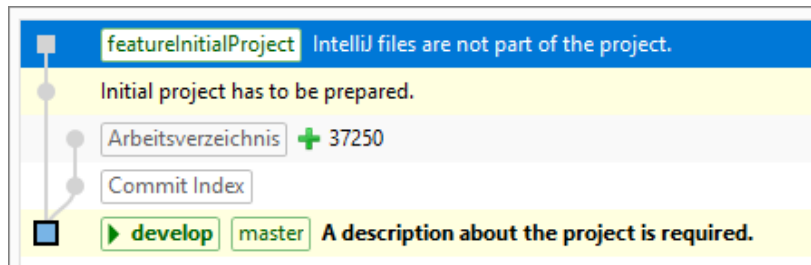 featureInitialProject IntelliJ files are not part of the project.
Initial project has to be prepared.
Arbeitsverzeichnis 37250
Commit Index
develop master A description about the project is required.